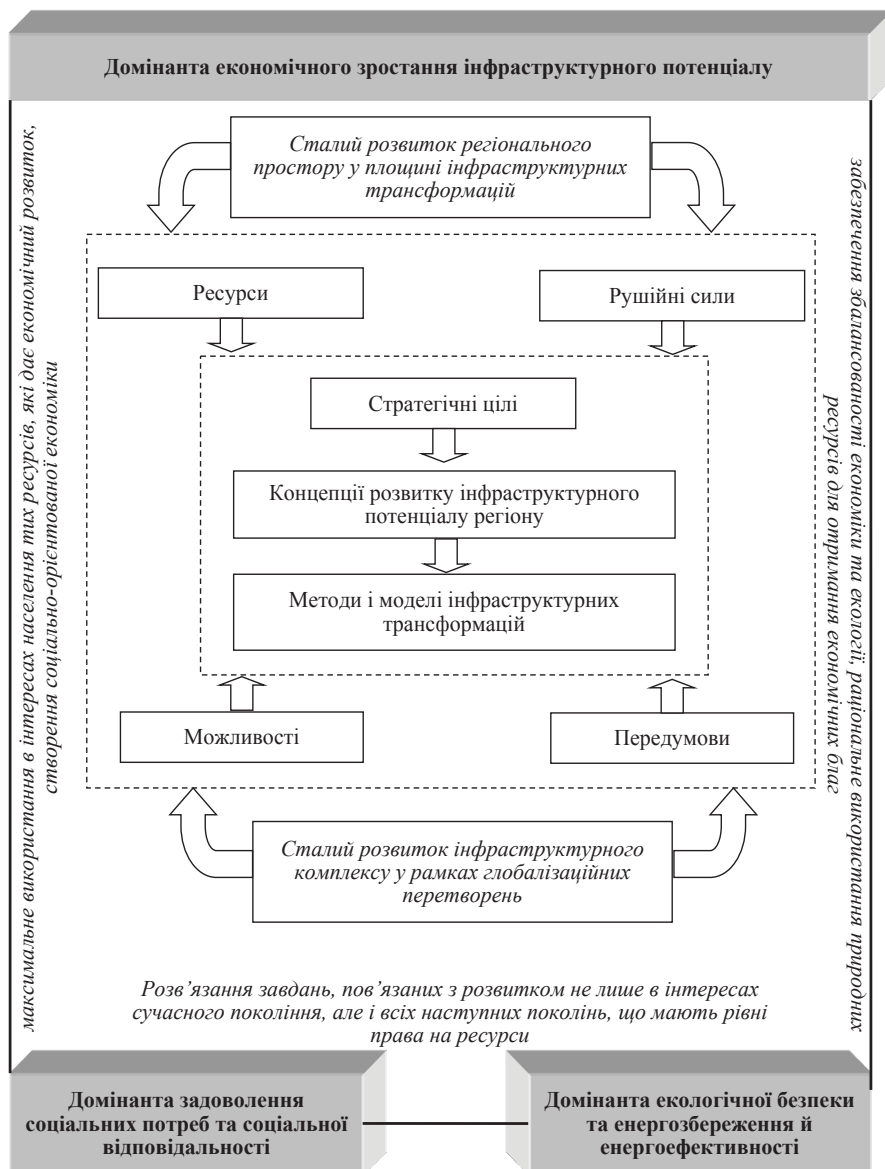 Домінанта економічного зростання інфраструктурного потенціалу
максимальне використання в інтересах населення тих ресурсів, які дає економічний розвиток,
створення соціально-орієнтованої економіки
Сталий розвиток регіонального
простору у площині інфраструктурних
трансформацій
забезпечення збалансованості економіки та екології, раціональне використання природних
ресурсів для отримання економічних благ
Ресурси
Рушійні сили
Стратегічні цілі
Концепції розвитку інфраструктурного
потенціалу регіону
Методи і моделі інфраструктурних
трансформацій
Можливості
Передумови
Сталий розвиток інфраструктурного
комплексу у рамках глобалізаційних
перетворень
Розв’язання завдань, пов’язаних з розвитком не лише в інтересах
сучасного покоління, але і всіх наступних поколінь, що мають рівні
права на ресурси
Домінанта задоволення
соціальних потреб та соціальної
відповідальності
Домінанта екологічної безпеки
та енергозбереження й
енергоефективності